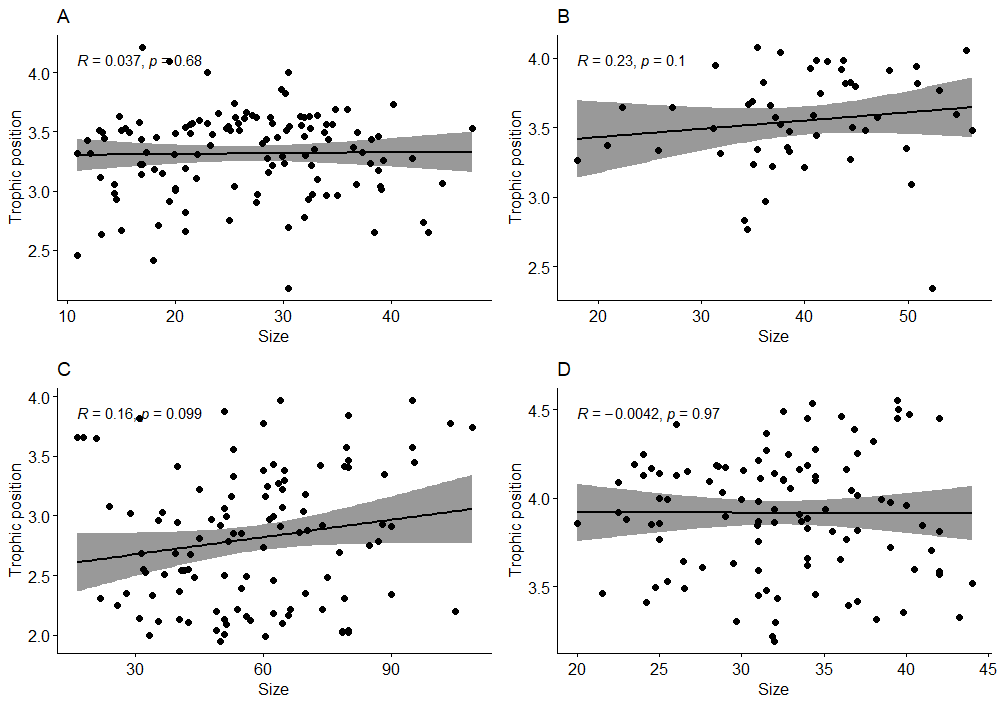 A
R = 0.037, p = 0.68
4.0
3.5
3.0
2.5
Trophic position
10 20 30 40
Size
B
R = 0.23, p = 0.1
4.0
3.5
3.0
2.5
Trophic position
20 30 40 50
Size
C
R = 0.16, p = 0.099
4.0
3.5
3.0
2.5
2.0
Trophic position
30 60 90
Size
D
R = −0.0042, p = 0.97
4.5
4.0
3.5
Trophic position
20 25 30 35 40 45
Size